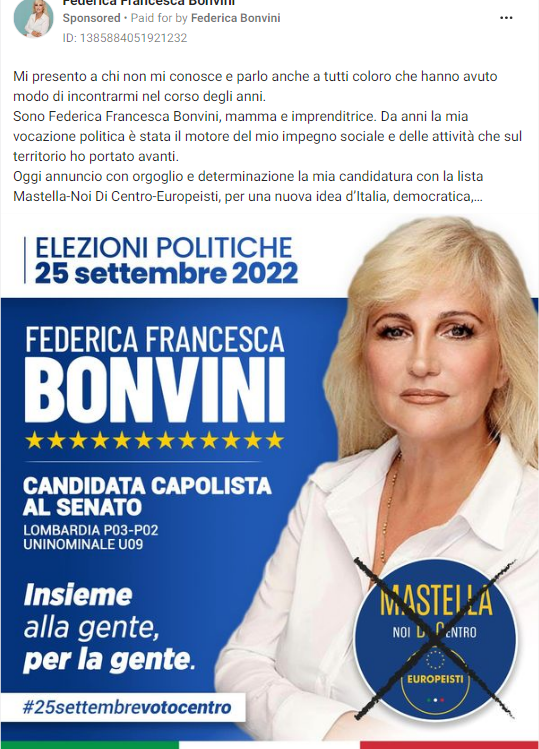 Federica Francesca Bonvini
Sponsored • Paid for by Federica Bonvini
ID: 1385884051921232
Mi presento a chi non mi conosce e parlo anche a tutti coloro che hanno avuto
modo di incontrarmi nel corso degli anni.
Sono Federica Francesca Bonvini, mamma e imprenditrice. Da anni la mia
vocazione politica è stata il motore del mio impegno sociale e delle attività che sul
territorio ho portato avanti.
Oggi annuncio con orgoglio e determinazione la mia candidatura con la lista
Mastella-Noi Di Centro-Europeisti, per una nuova idea d'Italia, democratica,...
ELEZIONI POLITICHE
25 settembre 2022
FEDERICA FRANCESCA
BONVINI
CANDIDATA CAPOLISTA
AL SENATO
LOMBARDIA P03-P02
UNINOMINALE U09
Insieme
alla gente,
per la gente.
#25settembrevotocentro
MASTELLA
NOI DI CENTRO
EUROPEISTI